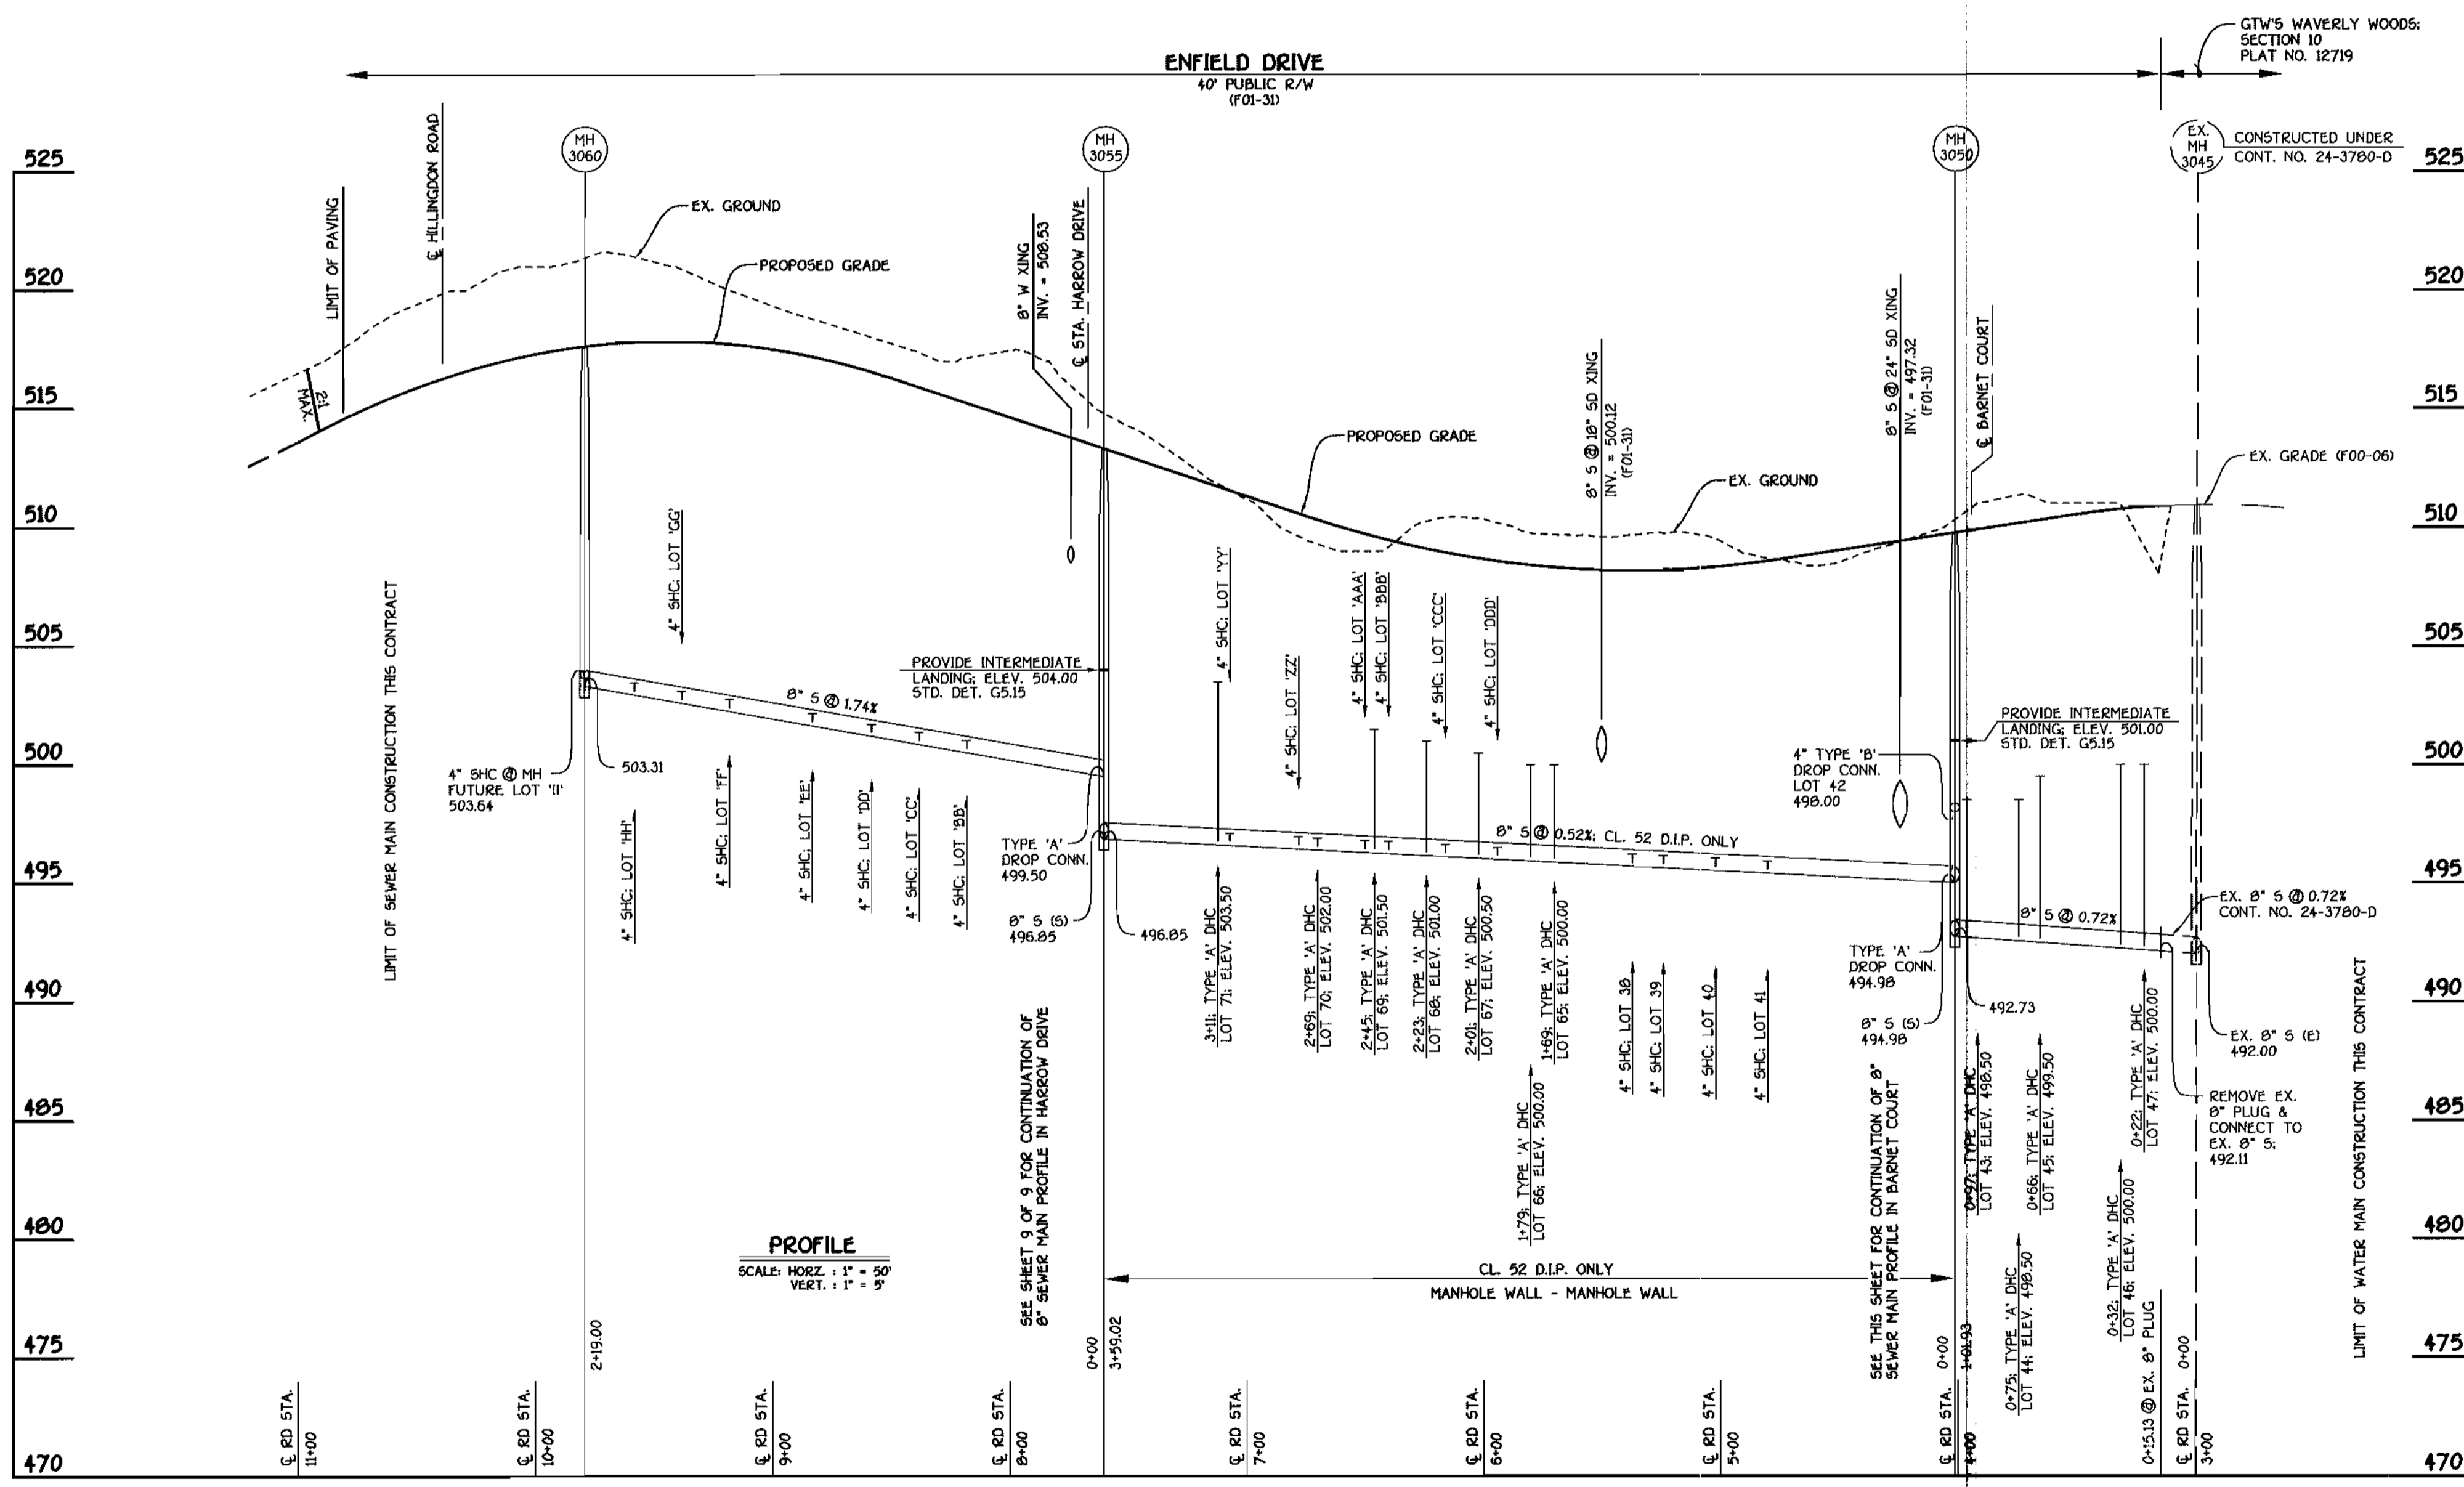 GTW'S WAVERLY WOODS;
SECTION 10
PLAT NO. 12719
ENFIELD DRIVE
40' PUBLIC R/W
(F01-31)
MH
3060
MH
3055
MH
3050
EX.
MH
3045
CONSTRUCTED UNDER
CONT. NO. 24-3780-D
525
520
515
510
505
500
495
490
485
480
475
470
525
520
515
510
505
500
495
490
485
480
475
470
LIMIT OF PAVING
℄ HILLINGDON ROAD
EX. GROUND
PROPOSED GRADE
2:1
MAX.
8" W XING
INV. = 508.53
℄ STA. HARROW DRIVE
PROPOSED GRADE
8" S @ 18" SD XING
INV. = 500.12
(F01-31)
EX. GROUND
8" S @ 24" SD XING
INV. = 497.32
(F01-31)
℄ BARNET COURT
EX. GRADE (F00-06)
LIMIT OF SEWER MAIN CONSTRUCTION THIS CONTRACT
4" SHC; LOT 'GG'
8" S @ 1.74%
PROVIDE INTERMEDIATE
LANDING; ELEV. 504.00
STD. DET. G5.15
4" SHC @ MH
FUTURE LOT 'II'
503.64
503.31
4" SHC; LOT 'HH'
4" SHC; LOT 'FF'
4" SHC; LOT 'EE'
4" SHC; LOT 'DD'
4" SHC; LOT 'CC'
4" SHC; LOT 'BB'
TYPE 'A'
DROP CONN.
499.50
8" S (S)
496.85
496.85
4" SHC; LOT 'YY'
4" SHC; LOT 'ZZ'
4" SHC; LOT 'AAA'
4" SHC; LOT 'BBB'
4" SHC; LOT 'CCC'
4" SHC; LOT 'DDD'
8" S @ 0.52%; CL. 52 D.I.P. ONLY
3+11; TYPE 'A' DHC
LOT 71; ELEV. 503.50
2+69; TYPE 'A' DHC
LOT 70; ELEV. 502.00
2+45; TYPE 'A' DHC
LOT 69; ELEV. 501.50
2+23; TYPE 'A' DHC
LOT 68; ELEV. 501.00
2+01; TYPE 'A' DHC
LOT 67; ELEV. 500.50
1+79; TYPE 'A' DHC
LOT 66; ELEV. 500.00
1+69; TYPE 'A' DHC
LOT 65; ELEV. 500.00
4" SHC; LOT 38
4" SHC; LOT 39
4" SHC; LOT 40
4" SHC; LOT 41
4" TYPE 'B'
DROP CONN.
LOT 42
498.00
PROVIDE INTERMEDIATE
LANDING; ELEV. 501.00
STD. DET. G5.15
TYPE 'A'
DROP CONN.
494.98
8" S (S)
494.98
492.73
8" S @ 0.72%
EX. 8" S @ 0.72%
CONT. NO. 24-3780-D
EX. 8" S (E)
492.00
REMOVE EX.
8" PLUG &
CONNECT TO
EX. 8" S;
492.11
0+97; TYPE 'A' DHC
LOT 43; ELEV. 498.50
0+75; TYPE 'A' DHC
LOT 44; ELEV. 498.50
0+66; TYPE 'A' DHC
LOT 45; ELEV. 499.50
0+32; TYPE 'A' DHC
LOT 46; ELEV. 500.00
0+22; TYPE 'A' DHC
LOT 47; ELEV. 500.00
0+15.13 @ EX. 8" PLUG
LIMIT OF WATER MAIN CONSTRUCTION THIS CONTRACT
SEE SHEET 9 OF 9 FOR CONTINUATION OF
8" SEWER MAIN PROFILE IN HARROW DRIVE
SEE THIS SHEET FOR CONTINUATION OF 8"
SEWER MAIN PROFILE IN BARNET COURT
PROFILE
SCALE: HORZ. : 1" = 50'
VERT. : 1" = 5'
CL. 52 D.I.P. ONLY
MANHOLE WALL - MANHOLE WALL
2+19.00
0+00
3+59.02
0+00
1+01.93
0+00
℄ RD STA.
11+00
℄ RD STA.
10+00
℄ RD STA.
9+00
℄ RD STA.
8+00
℄ RD STA.
7+00
℄ RD STA.
6+00
℄ RD STA.
5+00
℄ RD STA.
4+00
℄ RD STA.
3+00